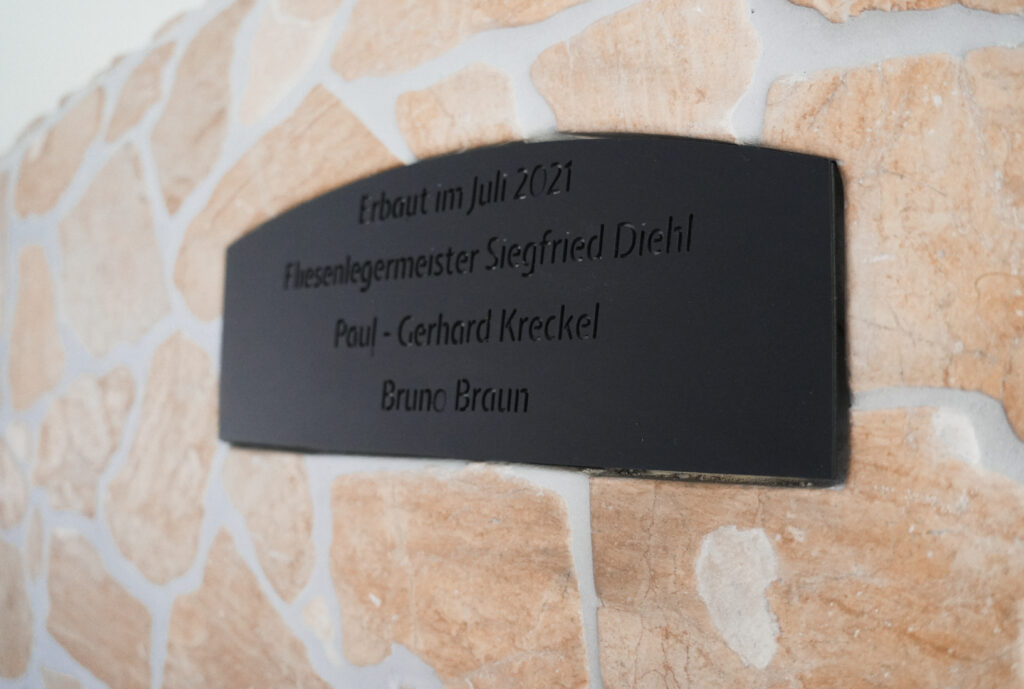 Erbaut im Juli 2021
Fliesenlegermeister Siegfried Diehl
Paul - Gerhard Kreckel
Bruno Braun